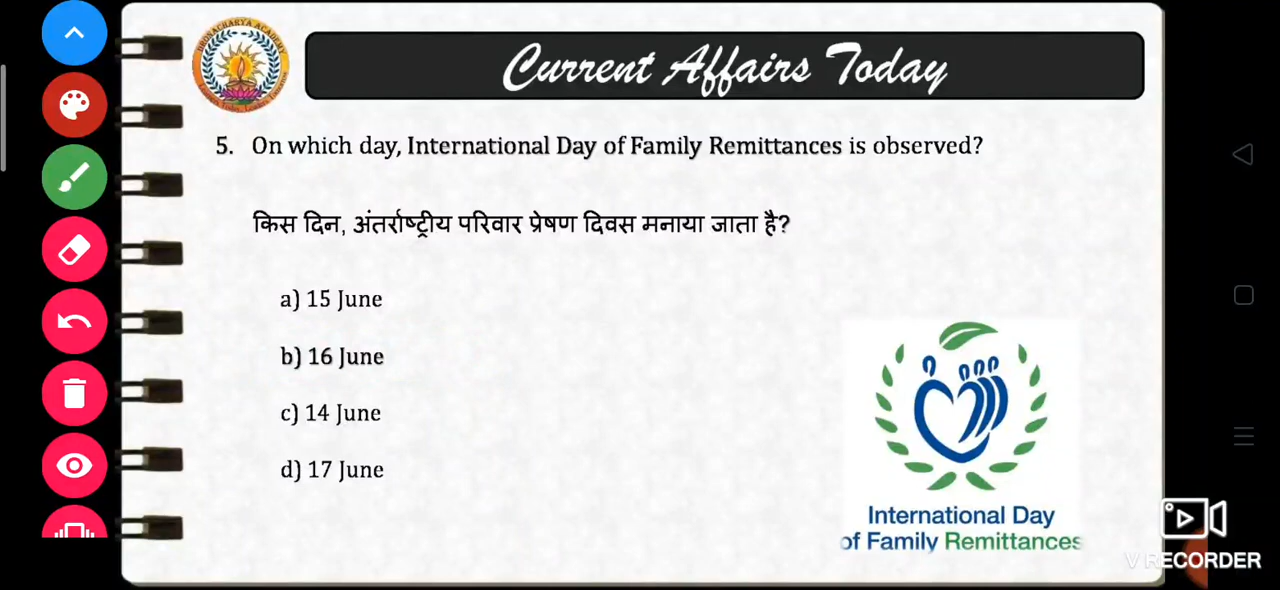 Current Affairs Today
5. On which day, International Day of Family Remittances is observed?
किस दिन, अंतर्राष्ट्रीय परिवार प्रेषण दिवस मनाया जाता है?
a) 15 June
b) 16 June
c) 14 June
d) 17 June
International Day
of Family Remittances
V RECORDER